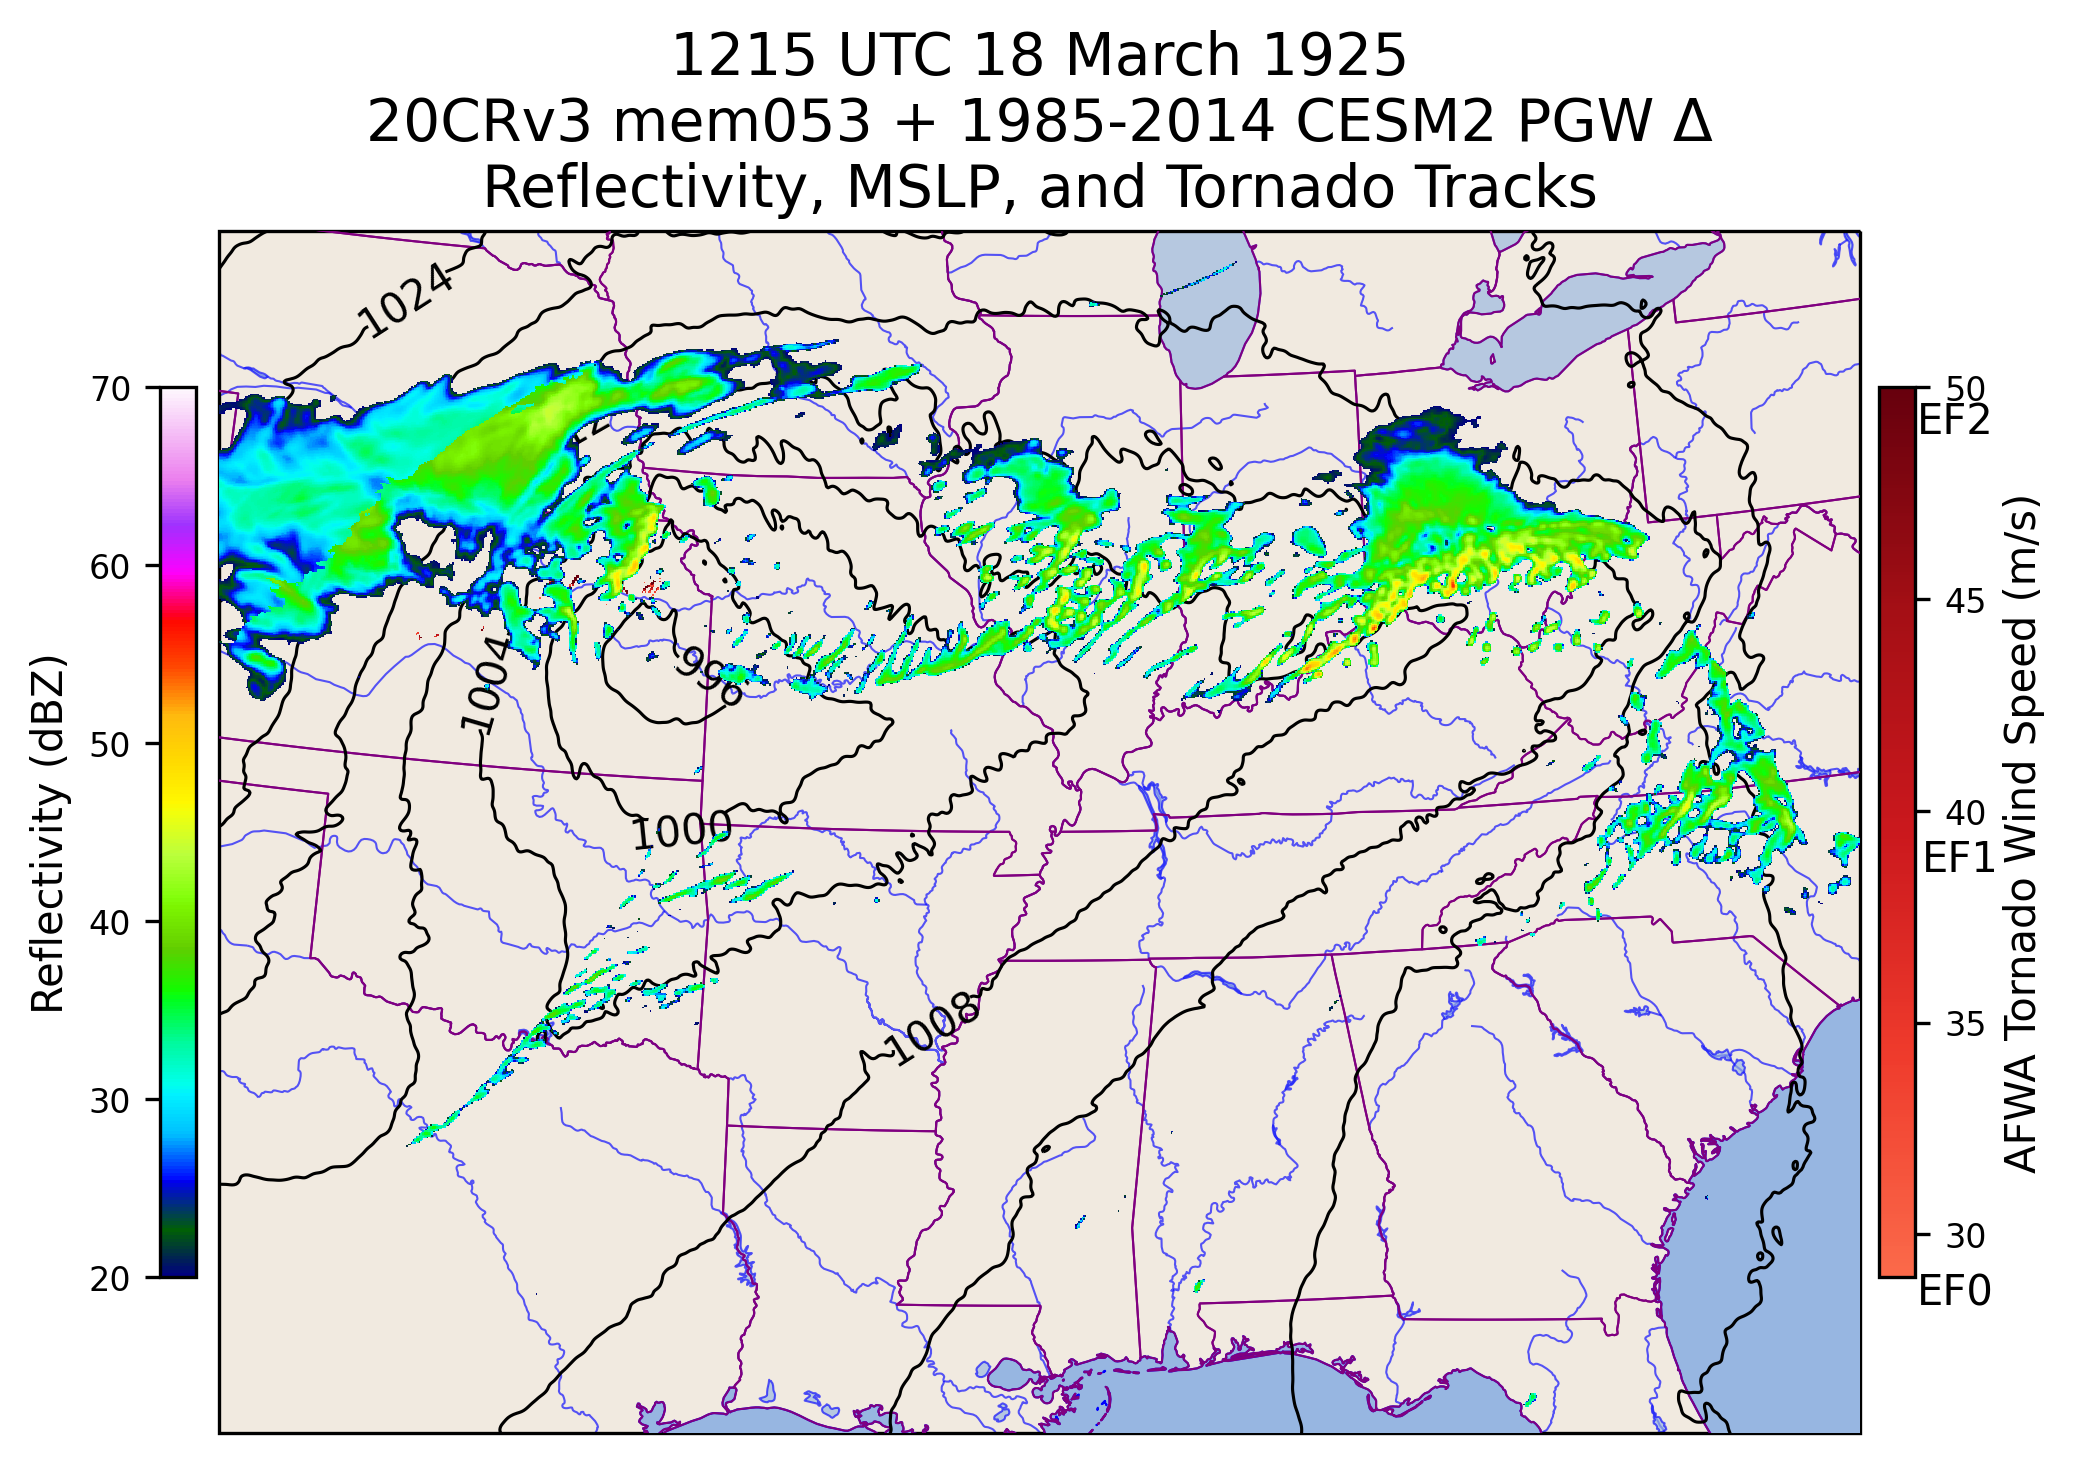 1215 UTC 18 March 1925
20CRv3 mem053 + 1985-2014 CESM2 PGW Δ
Reflectivity, MSLP, and Tornado Tracks
Reflectivity (dBZ)
70
60
50
40
30
20
1024
12
1004
996
1000
1008
50
EF2
45
40
EF1
35
30
EF0
AFWA Tornado Wind Speed (m/s)